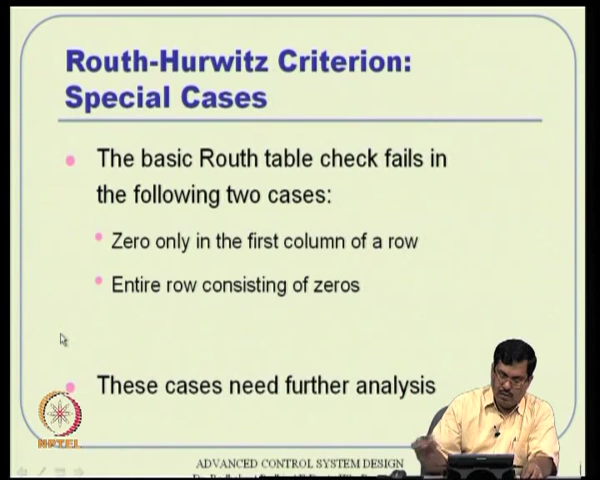 Routh-Hurwitz Criterion:
Special Cases
The basic Routh table check fails in
the following two cases:
Zero only in the first column of a row
Entire row consisting of zeros
These cases need further analysis
NPTEL
ADVANCED CONTROL SYSTEM DESIGN